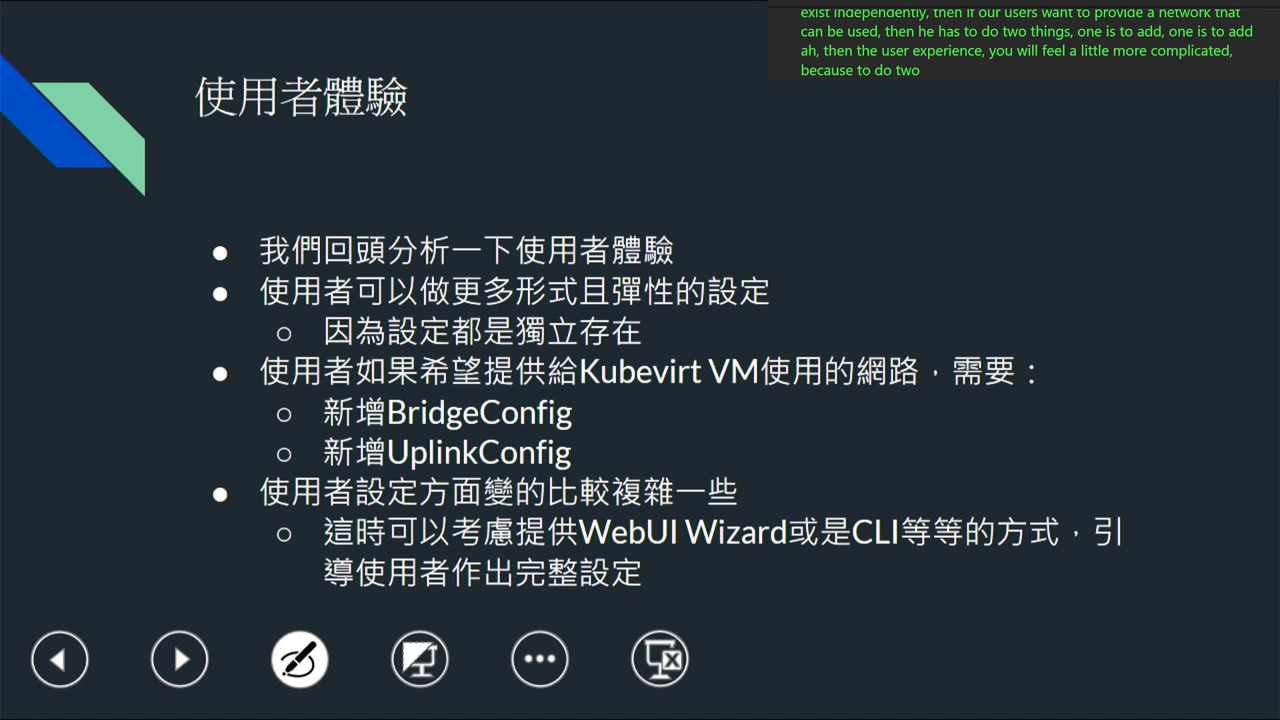 exist independently, then if our users want to provide a network that
can be used, then he has to do two things, one is to add, one is to add
ah, then the user experience, you will feel a little more complicated,
because to do two
使用者體驗
● 我們回頭分析一下使用者體驗
● 使用者可以做更多形式且彈性的設定
○ 因為設定都是獨立存在
● 使用者如果希望提供給Kubevirt VM使用的網路，需要：
○ 新增BridgeConfig
○ 新增UplinkConfig
● 使用者設定方面變的比較複雜一些
○ 這時可以考慮提供WebUI Wizard或是CLI等等的方式，引
導使用者作出完整設定